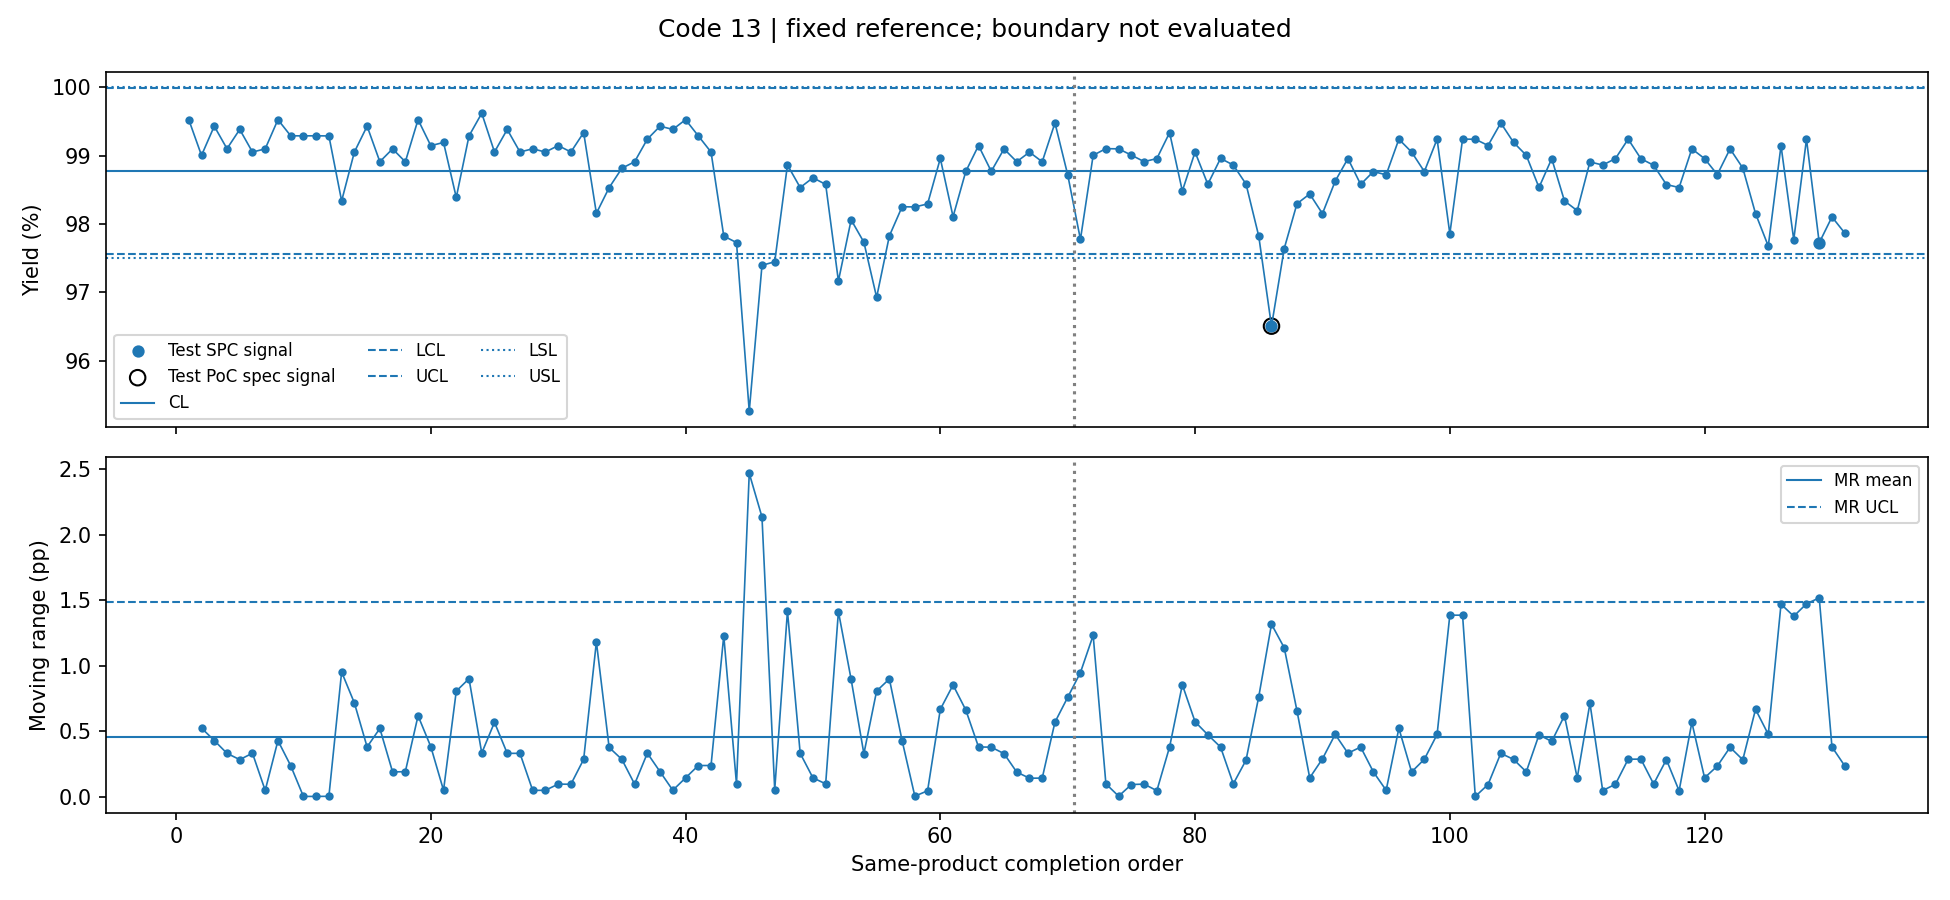 Code 13 | fixed reference; boundary not evaluated
Yield (%)
100
99
98
97
96
Test SPC signal
Test PoC spec signal
CL
LCL
UCL
LSL
USL
Moving range (pp)
2.5
2.0
1.5
1.0
0.5
0.0
MR mean
MR UCL
0 20 40 60 80 100 120
Same-product completion order